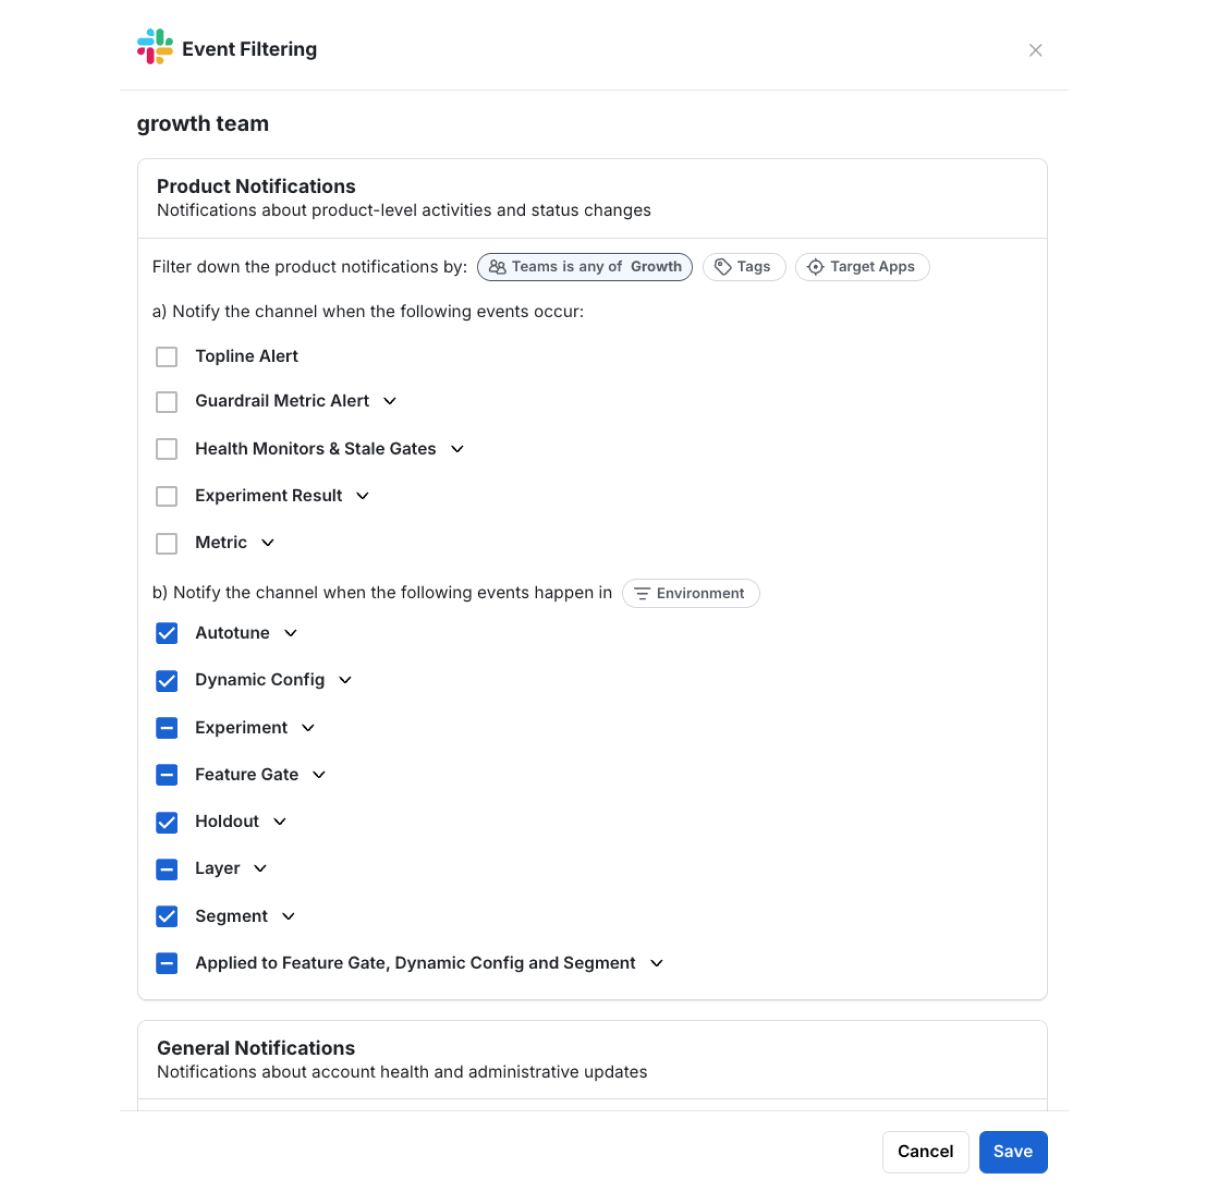 Event Filtering
growth team
Product Notifications
Notifications about product-level activities and status changes
Filter down the product notifications by: Teams is any of Growth Tags Target Apps
a) Notify the channel when the following events occur:
Topline Alert
Guardrail Metric Alert
Health Monitors & Stale Gates
Experiment Result
Metric
b) Notify the channel when the following events happen in Environment
Autotune
Dynamic Config
Experiment
Feature Gate
Holdout
Layer
Segment
Applied to Feature Gate, Dynamic Config and Segment
General Notifications
Notifications about account health and administrative updates
Cancel Save